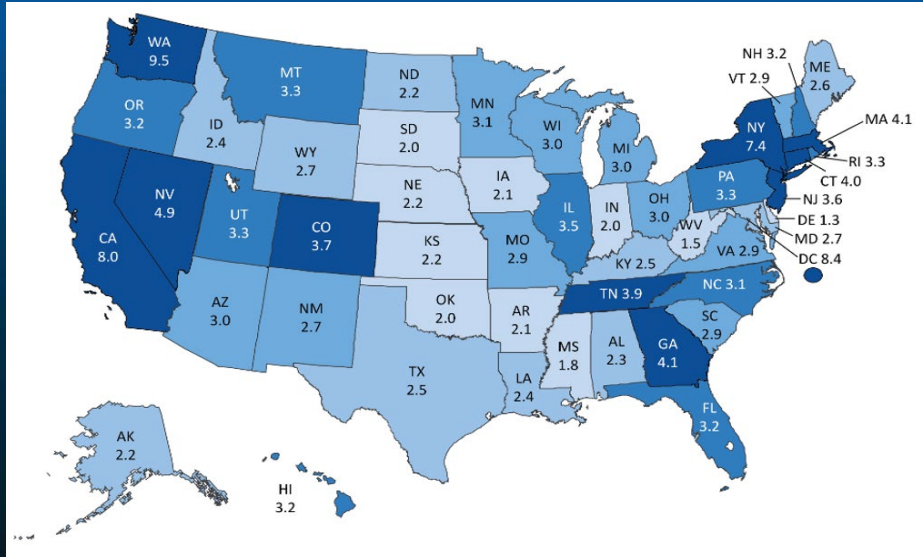 WA
9.5
MT
3.3
ND
2.2
MN
3.1
NH 3.2
VT 2.9
ME
2.6
OR
3.2
ID
2.4
SD
2.0
WI
3.0
MI
3.0
NY
7.4
MA 4.1
RI 3.3
CT 4.0
NJ 3.6
DE 1.3
MD 2.7
DC 8.4
WY
2.7
NE
2.2
IA
2.1
PA
3.3
NV
4.9
UT
3.3
CO
3.7
CA
8.0
KS
2.2
MO
2.9
IL
3.5
IN
2.0
OH
3.0
WV
1.5
KY 2.5
VA 2.9
AZ
3.0
NM
2.7
OK
2.0
AR
2.1
TN 3.9
NC 3.1
SC
2.9
MS
1.8
AL
2.3
GA
4.1
TX
2.5
LA
2.4
FL
3.2
AK
2.2
HI
3.2